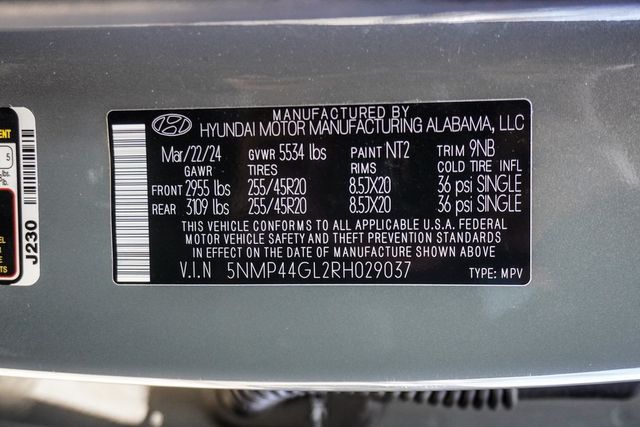 MANUFACTURED BY
HYUNDAI MOTOR MANUFACTURING ALABAMA, LLC
Mar/22/24 GVWR 5534 lbs PAINT NT2 TRIM 9NB
GAWR TIRES RIMS COLD TIRE INFL
FRONT 2955 lbs 255/45R20 8.5JX20 36 psi SINGLE
REAR 3109 lbs 255/45R20 8.5JX20 36 psi SINGLE
THIS VEHICLE CONFORMS TO ALL APPLICABLE U.S.A. FEDERAL
MOTOR VEHICLE SAFETY AND THEFT PREVENTION STANDARDS
IN EFFECT ON THE DATE OF MANUFACTURE SHOWN ABOVE
V.I.N 5NMP44GL2RH029037 TYPE: MPV
5
J230